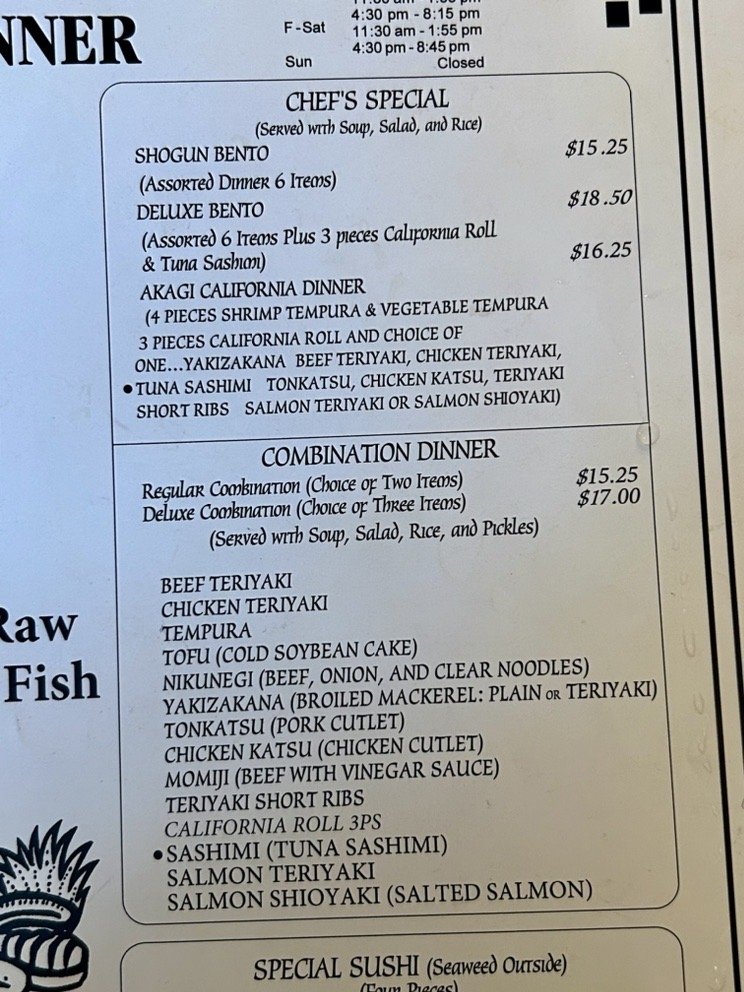 NNER
4:30 pm - 8:15 pm
F-Sat 11:30 am - 1:55 pm
4:30 pm - 8:45 pm
Sun Closed
CHEF'S SPECIAL
(Served with Soup, Salad, and Rice)
SHOGUN BENTO $15.25
(Assorted Dinner 6 Items)
DELUXE BENTO $18.50
(Assorted 6 Items Plus 3 pieces California Roll
& Tuna Sashimi) $16.25
AKAGI CALIFORNIA DINNER
(4 PIECES SHRIMP TEMPURA & VEGETABLE TEMPURA
3 PIECES CALIFORNIA ROLL AND CHOICE OF
ONE...YAKIZAKANA BEEF TERIYAKI, CHICKEN TERIYAKI,
•TUNA SASHIMI TONKATSU, CHICKEN KATSU, TERIYAKI
SHORT RIBS SALMON TERIYAKI OR SALMON SHIOYAKI)
COMBINATION DINNER
Regular Combination (Choice of Two Items) $15.25
Deluxe Combination (Choice of Three Items) $17.00
(Served with Soup, Salad, Rice, and Pickles)
BEEF TERIYAKI
CHICKEN TERIYAKI
TEMPURA
TOFU (COLD SOYBEAN CAKE)
NIKUNEGI (BEEF, ONION, AND CLEAR NOODLES)
YAKIZAKANA (BROILED MACKEREL: PLAIN OR TERIYAKI)
TONKATSU (PORK CUTLET)
CHICKEN KATSU (CHICKEN CUTLET)
MOMIJI (BEEF WITH VINEGAR SAUCE)
TERIYAKI SHORT RIBS
CALIFORNIA ROLL 3PS
•SASHIMI (TUNA SASHIMI)
SALMON TERIYAKI
SALMON SHIOYAKI (SALTED SALMON)
Raw
Fish
SPECIAL SUSHI (Seaweed Outside)
(Four Pieces)